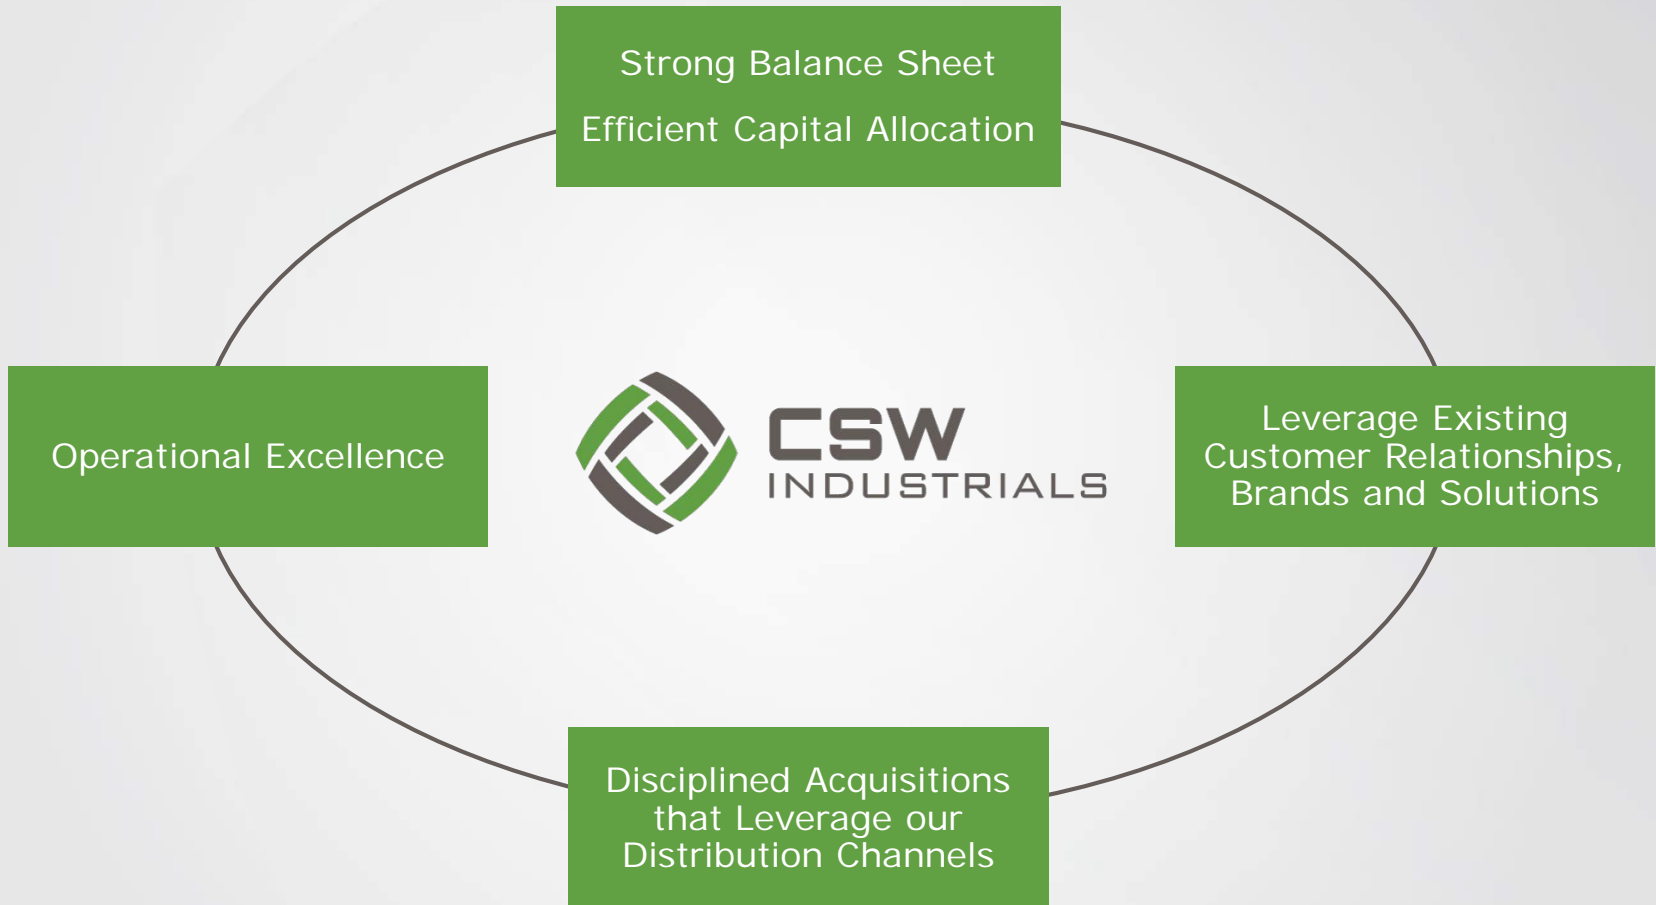 Strong Balance Sheet
Efficient Capital Allocation
Operational Excellence
CSW
INDUSTRIALS
Leverage Existing
Customer Relationships,
Brands and Solutions
Disciplined Acquisitions
that Leverage our
Distribution Channels